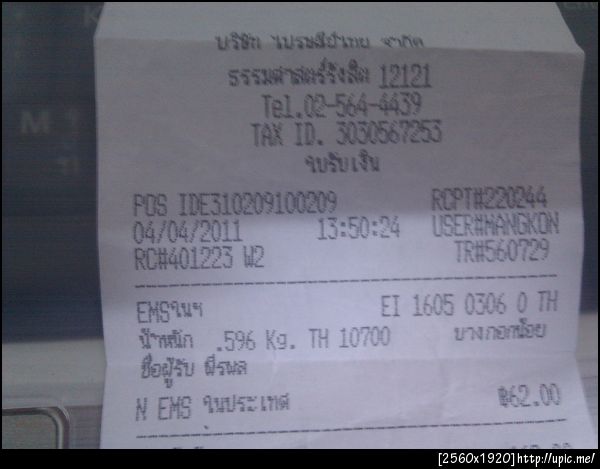 บริษัท ไปรษณีย์ไทย จำกัด
ธรรมศาสตร์รังสิต 12121
Tel.02-564-4439
TAX ID. 3030567253
ใบรับเงิน
POS IDE310209100209 RCPT#220244
04/04/2011 13:50:24 USER#MANGKON
RC#401223 W2 TR#560729
EMSในฯ EI 1605 0306 0 TH
น้ำหนัก .596 Kg. TH 10700 บางกอกน้อย
ชื่อผู้รับ พีรพล
N EMS ในประเทศ ฿62.00
M
K
[2560x1920]http://upic.me/